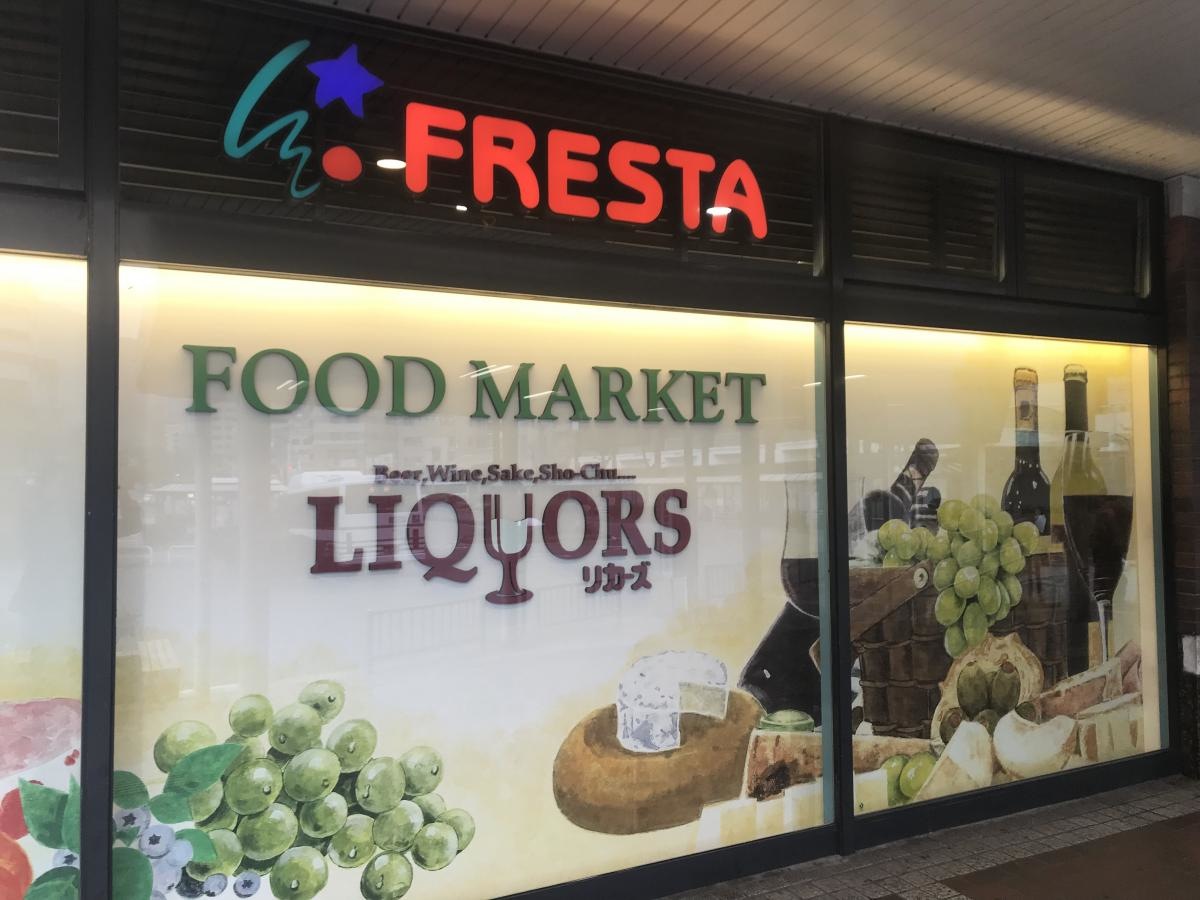 FRESTA
FOOD MARKET
Beer,Wine,Sake,Sho-Chu....
LIQUORS
リカーズ